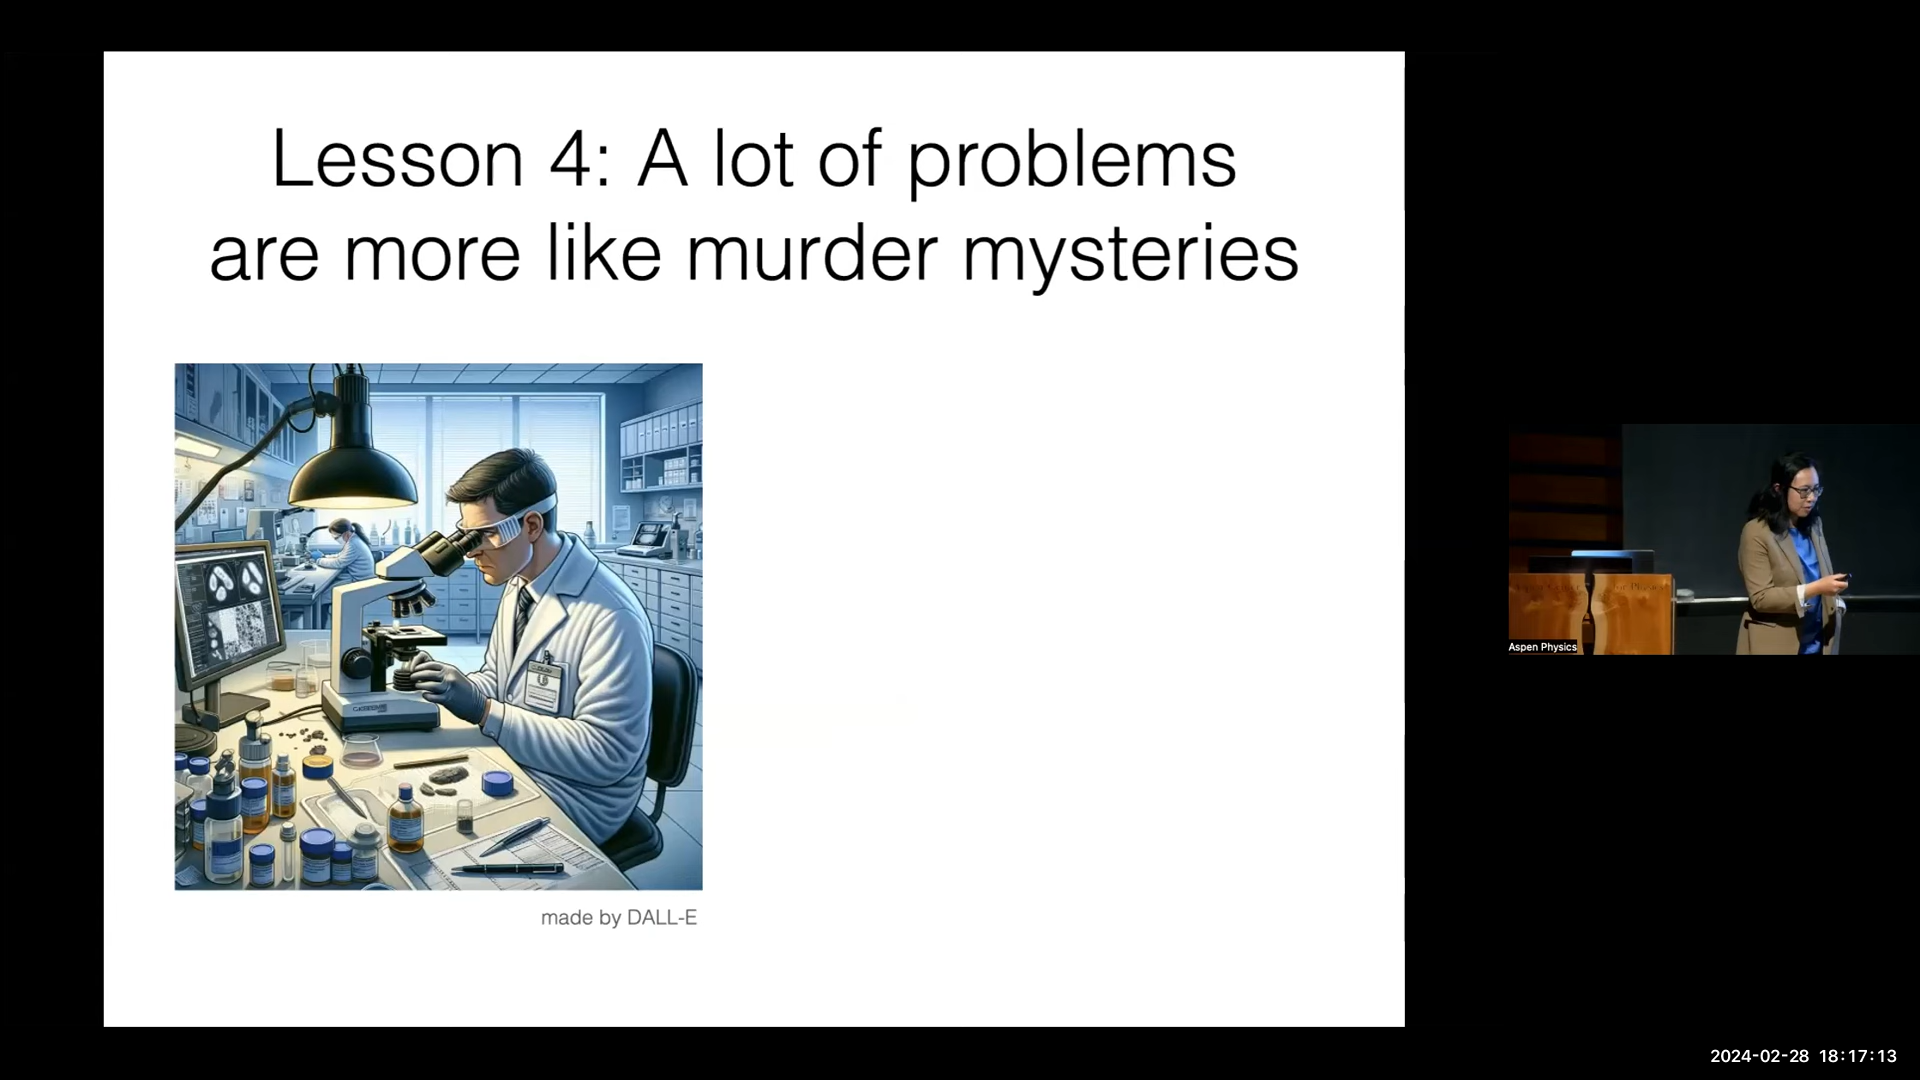 Lesson 4: A lot of problems
are more like murder mysteries
made by DALL-E
Aspen Physics
2024-02-28 18:17:13